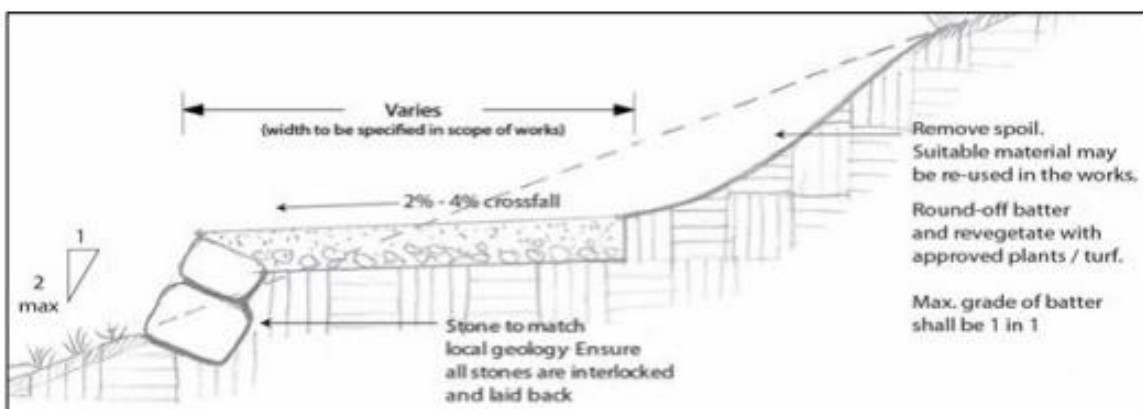 Varies
(width to be specified in scope of works)
Remove spoil.
Suitable material may
be re-used in the works.
2% - 4% crossfall
Round-off batter
and revegetate with
approved plants / turf.
1
2
max
Max. grade of batter
shall be 1 in 1
Stone to match
local geology Ensure
all stones are interlocked
and laid back